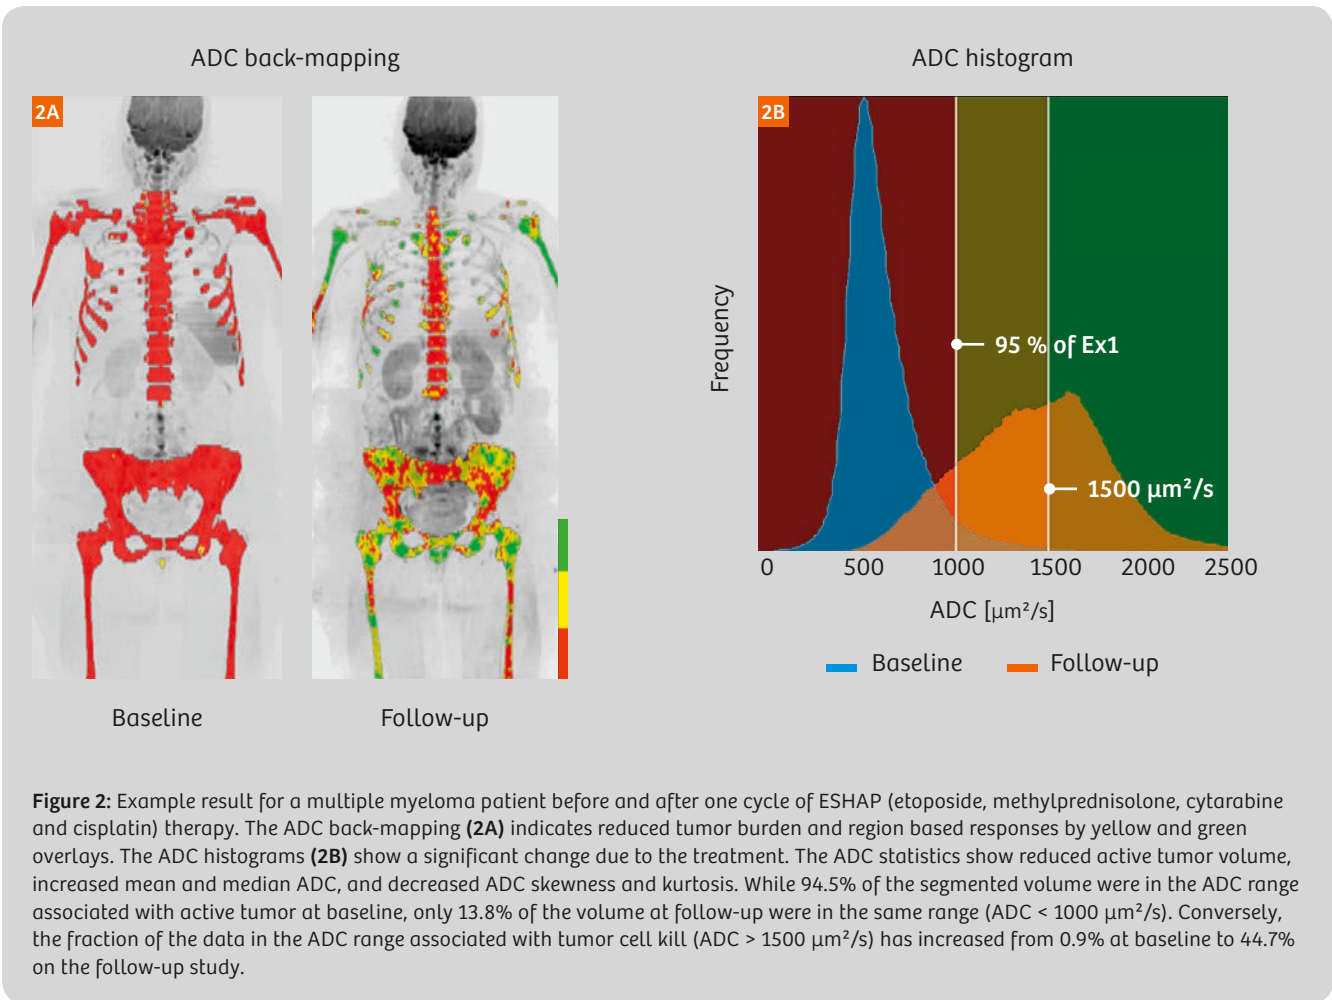 ADC back-mapping
ADC histogram
2A
2B
Frequency
95 % of Ex1
1500 µm²/s
0 500 1000 1500 2000 2500
ADC [µm²/s]
Baseline Follow-up
Baseline
Follow-up
Figure 2: Example result for a multiple myeloma patient before and after one cycle of ESHAP (etoposide, methylprednisolone, cytarabine
and cisplatin) therapy. The ADC back-mapping (2A) indicates reduced tumor burden and region based responses by yellow and green
overlays. The ADC histograms (2B) show a significant change due to the treatment. The ADC statistics show reduced active tumor volume,
increased mean and median ADC, and decreased ADC skewness and kurtosis. While 94.5% of the segmented volume were in the ADC range
associated with active tumor at baseline, only 13.8% of the volume at follow-up were in the same range (ADC < 1000 µm²/s). Conversely,
the fraction of the data in the ADC range associated with tumor cell kill (ADC > 1500 µm²/s) has increased from 0.9% at baseline to 44.7%
on the follow-up study.